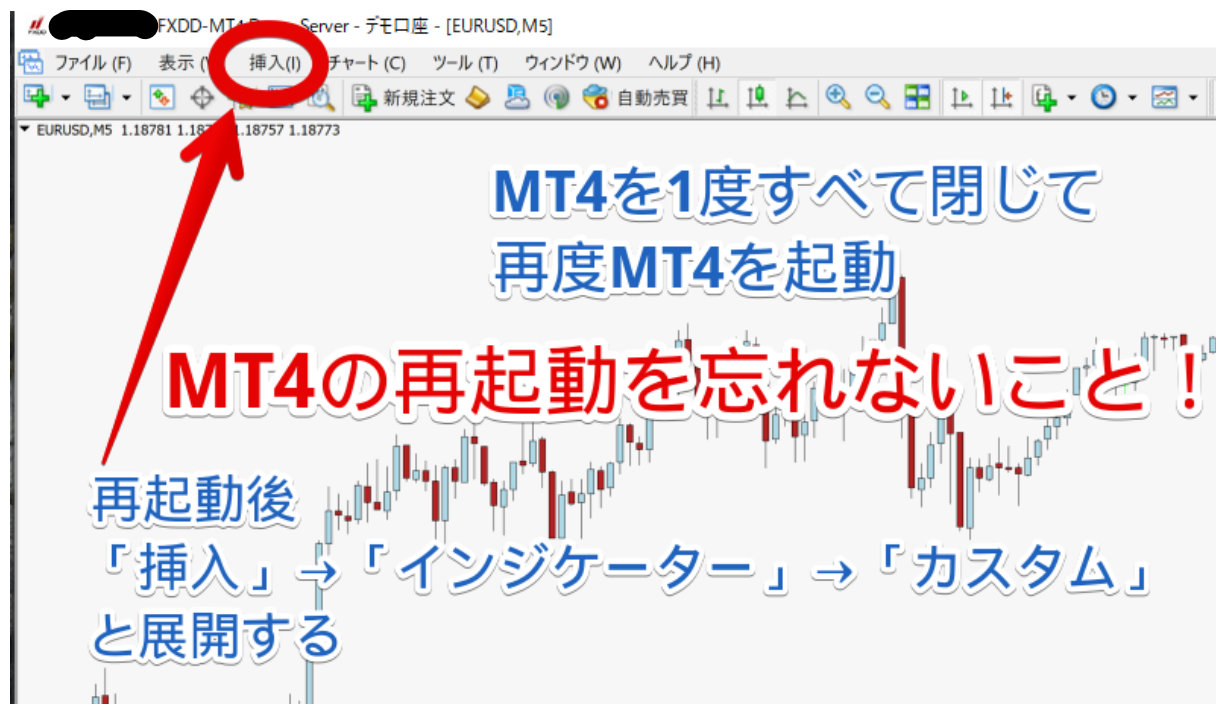 FXDD-MT4 Server - デモ口座 - [EURUSD,M5]
ファイル (F) 表示 挿入(I) チャート (C) ツール (T) ウィンドウ (W) ヘルプ (H)
新規注文 自動売買
EURUSD,M5 1.18781 1.18757 1.18773
MT4を1度すべて閉じて
再度MT4を起動
MT4の再起動を忘れないこと！
再起動後
「挿入」→「インジケーター」→「カスタム」
と展開する